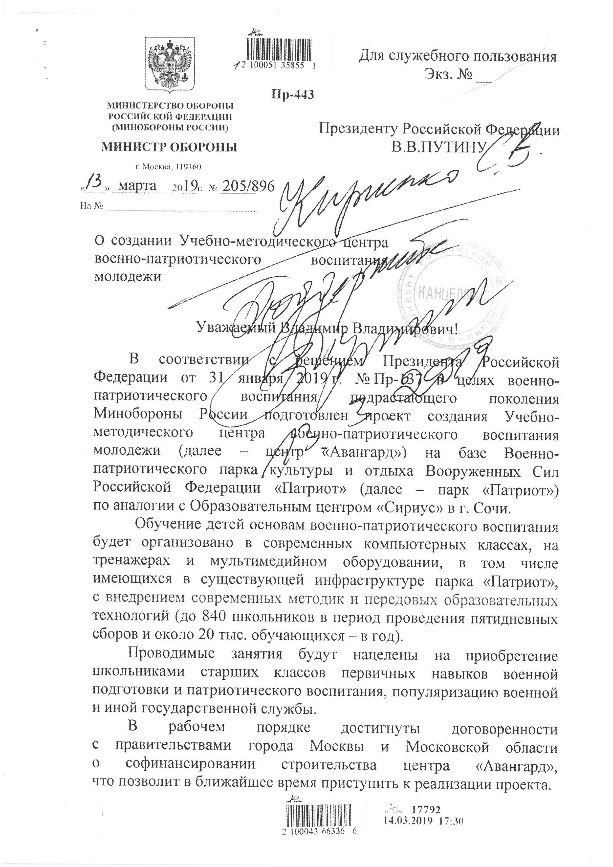 2 100051 35855 1
Для служебного пользования
Экз. № __
Пр-443
МИНИСТЕРСТВО ОБОРОНЫ
РОССИЙСКОЙ ФЕДЕРАЦИИ
(МИНОБОРОНЫ РОССИИ)
МИНИСТР ОБОРОНЫ
г. Москва, 119160
«13» марта 2019г. № 205/896
На №
Президенту Российской Федерации
В.В.ПУТИНУ
Кириенко С.В.
О создании Учебно-методического центра
военно-патриотического воспитания
молодежи
КАНЦЕЛ
Поддержите
Уважаемый Владимир Владимирович!
В соответствии с решением Президента Российской
Федерации от 31 января 2019 г. № Пр-137 в целях военно-
патриотического воспитания подрастающего поколения
Минобороны России подготовлен проект создания Учебно-
методического центра военно-патриотического воспитания
молодежи (далее – центр «Авангард») на базе Военно-
патриотического парка культуры и отдыха Вооруженных Сил
Российской Федерации «Патриот» (далее – парк «Патриот»)
по аналогии с Образовательным центром «Сириус» в г. Сочи.
Обучение детей основам военно-патриотического воспитания
будет организовано в современных компьютерных классах, на
тренажерах и мультимедийном оборудовании, в том числе
имеющихся в существующей инфраструктуре парка «Патриот»,
с внедрением современных методик и передовых образовательных
технологий (до 840 школьников в период проведения пятидневных
сборов и около 20 тыс. обучающихся – в год).
Проводимые занятия будут нацелены на приобретение
школьниками старших классов первичных навыков военной
подготовки и патриотического воспитания, популяризацию военной
и иной государственной службы.
В рабочем порядке достигнуты договоренности
с правительствами города Москвы и Московской области
о софинансировании строительства центра «Авангард»,
что позволит в ближайшее время приступить к реализации проекта.
2 100043 66336 6
17792
14.03.2019 17:30